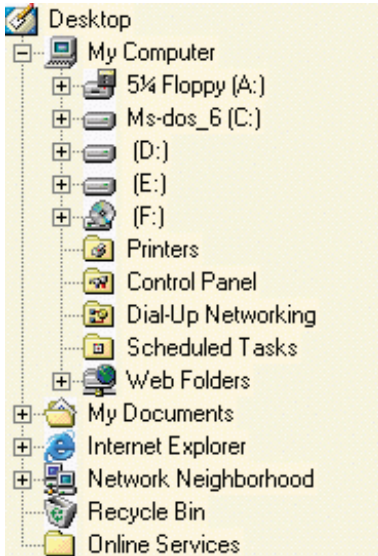 Desktop
My Computer
5¼ Floppy (A:)
Ms-dos_6 (C:)
(D:)
(E:)
(F:)
Printers
Control Panel
Dial-Up Networking
Scheduled Tasks
Web Folders
My Documents
Internet Explorer
Network Neighborhood
Recycle Bin
Online Services